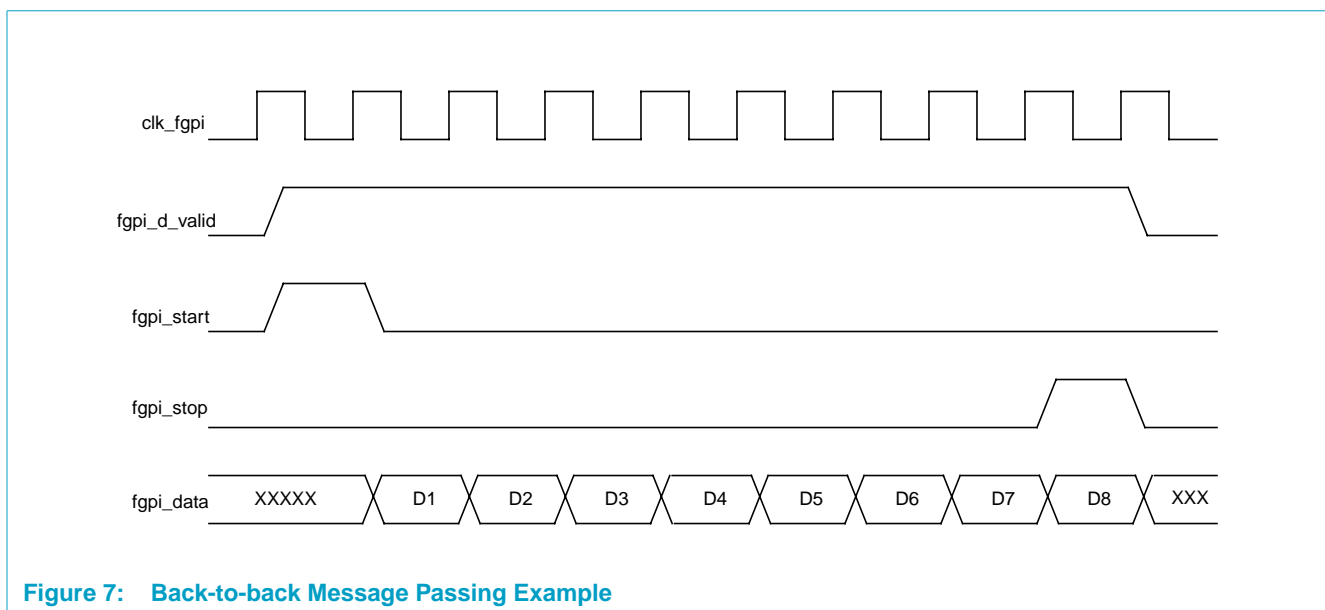 clk_fgpi
fgpi_d_valid
fgpi_start
fgpi_stop
fgpi_data XXXXX D1 D2 D3 D4 D5 D6 D7 D8 XXX
Figure 7: Back-to-back Message Passing Example